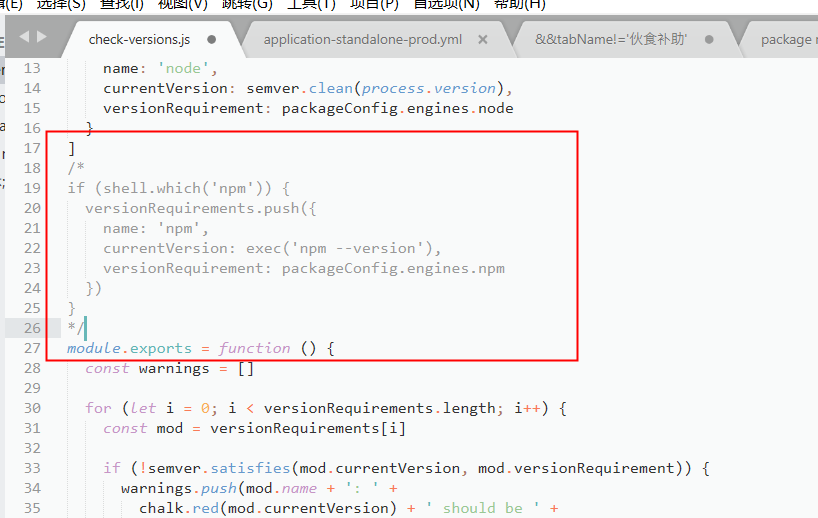 选择(S) 查找(I) 视图(V) 跳转(G) 工具(T) 项目(P) 首选项(N) 帮助(H)
check-versions.js application-standalone-prod.yml &&tabName!='伙食补助' package
13 name: 'node',
14 currentVersion: semver.clean(process.version),
15 versionRequirement: packageConfig.engines.node
16 }
17 ]
18 /*
19 if (shell.which('npm')) {
20 versionRequirements.push({
21 name: 'npm',
22 currentVersion: exec('npm --version'),
23 versionRequirement: packageConfig.engines.npm
24 })
25 }
26 */
27 module.exports = function () {
28 const warnings = []
29
30 for (let i = 0; i < versionRequirements.length; i++) {
31 const mod = versionRequirements[i]
32
33 if (!semver.satisfies(mod.currentVersion, mod.versionRequirement)) {
34 warnings.push(mod.name + ': ' +
35 chalk.red(mod.currentVersion) + ' should be ' +